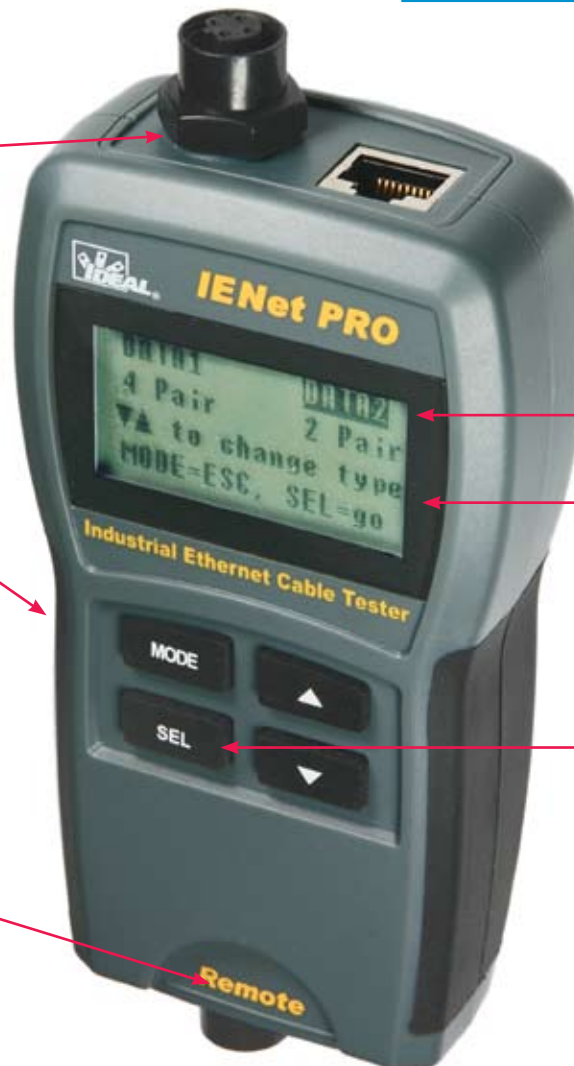 IDEAL®
IENet PRO
DATA1 DATA2
4 Pair 2 Pair
▼▲ to change type
MODE=ESC, SEL=go
Industrial Ethernet Cable Tester
MODE ▲
SEL ▼
Remote